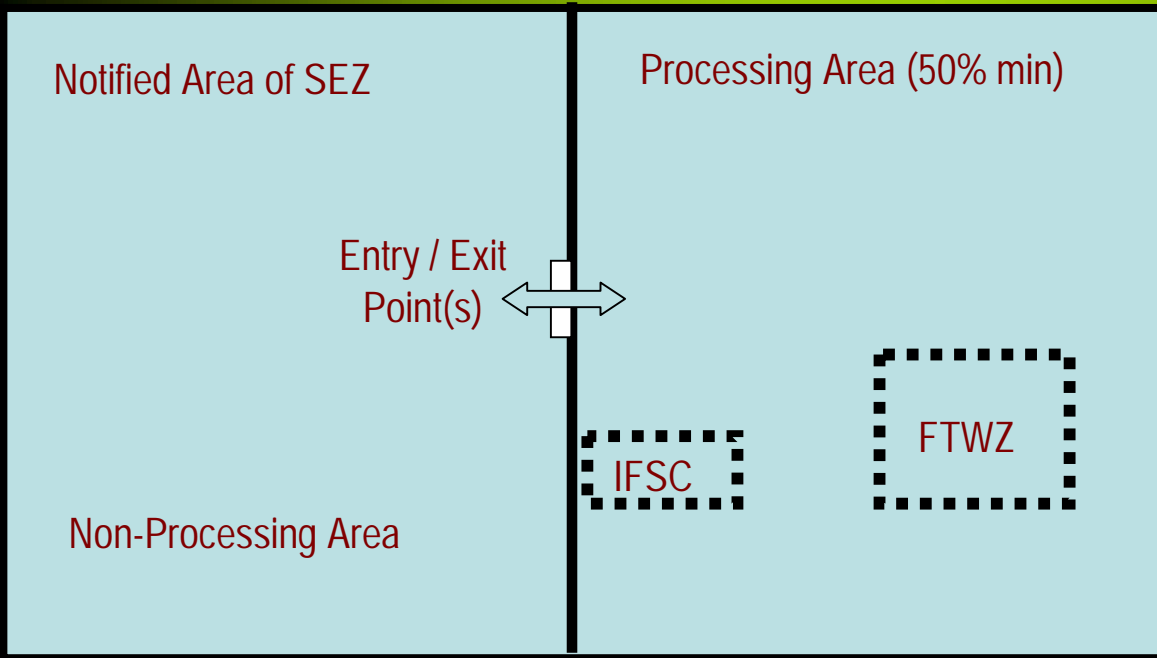 Notified Area of SEZ
Processing Area (50% min)
Entry / Exit
Point(s)
FTWZ
IFSC
Non-Processing Area